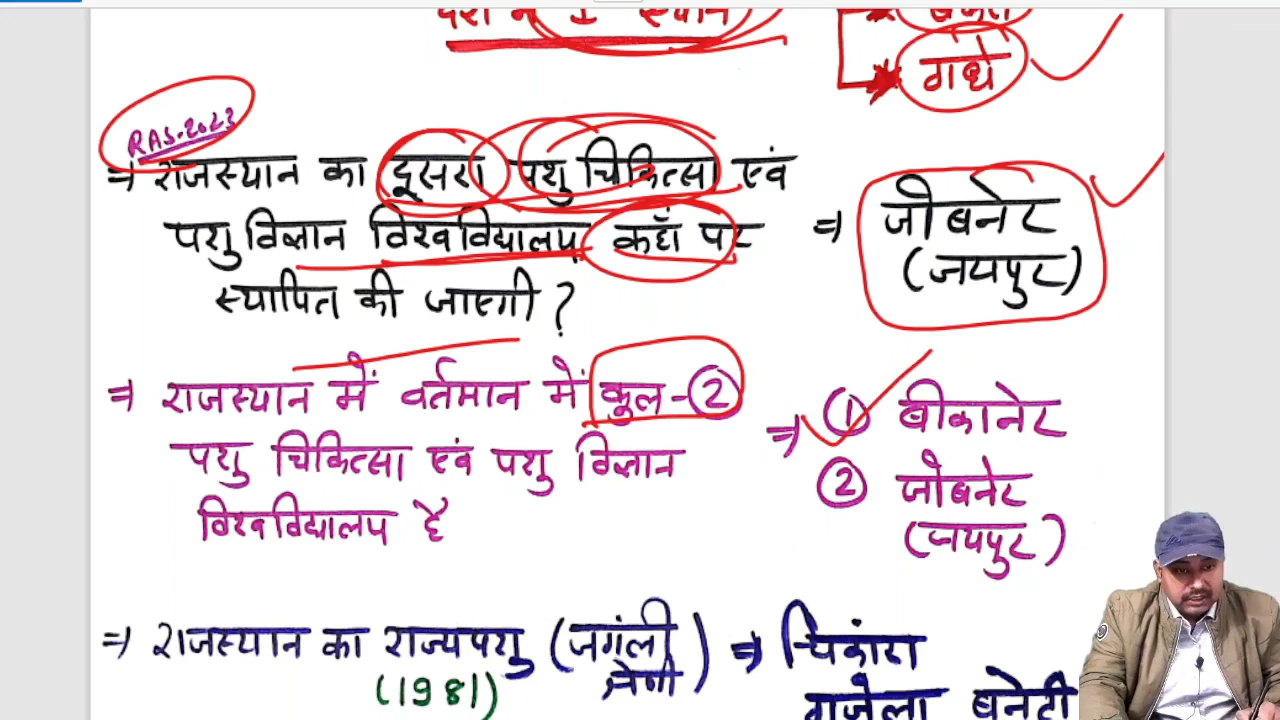 देश में I स्थान
गधे
RAS-2023
⇒ राजस्थान का दूसरा पशु चिकित्सा एवं
पशु विज्ञान विश्वविद्यालय कहाँ पर
स्थापित की जाएगी ?
⇒ जोबनेर
(जयपुर)
⇒ राजस्थान में वर्तमान में कुल-2
पशु चिकित्सा एवं पशु विज्ञान
विश्वविद्यालय है
⇒ 1 बीकानेर
2 जोबनेर
(जयपुर)
⇒ राजस्थान का राज्यपशु (जगंली श्रेणी) ⇒ चिकांरा
(1981)
गजेला बनेटी